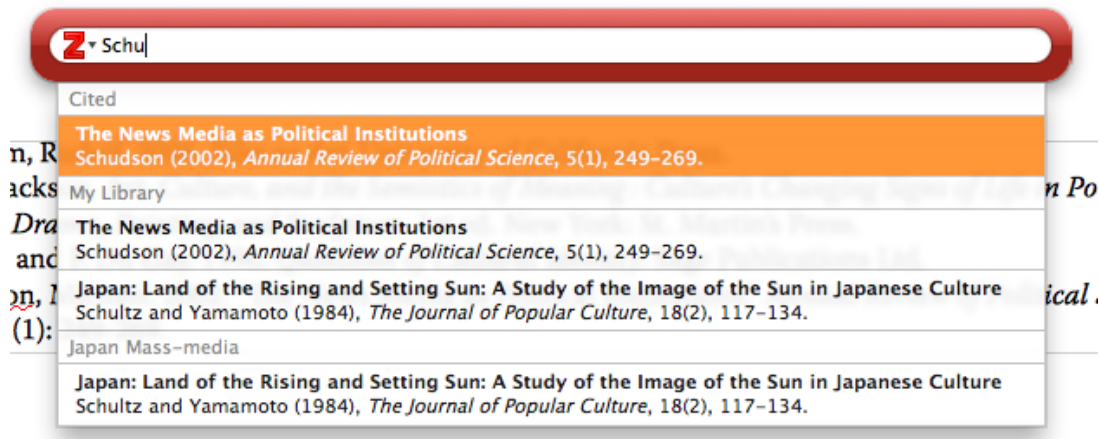 Z Schu
Cited
The News Media as Political Institutions
Schudson (2002), Annual Review of Political Science, 5(1), 249–269.
My Library
The News Media as Political Institutions
Schudson (2002), Annual Review of Political Science, 5(1), 249–269.
Japan: Land of the Rising and Setting Sun: A Study of the Image of the Sun in Japanese Culture
Schultz and Yamamoto (1984), The Journal of Popular Culture, 18(2), 117–134.
Japan Mass-media
Japan: Land of the Rising and Setting Sun: A Study of the Image of the Sun in Japanese Culture
Schultz and Yamamoto (1984), The Journal of Popular Culture, 18(2), 117–134.
and
(1):